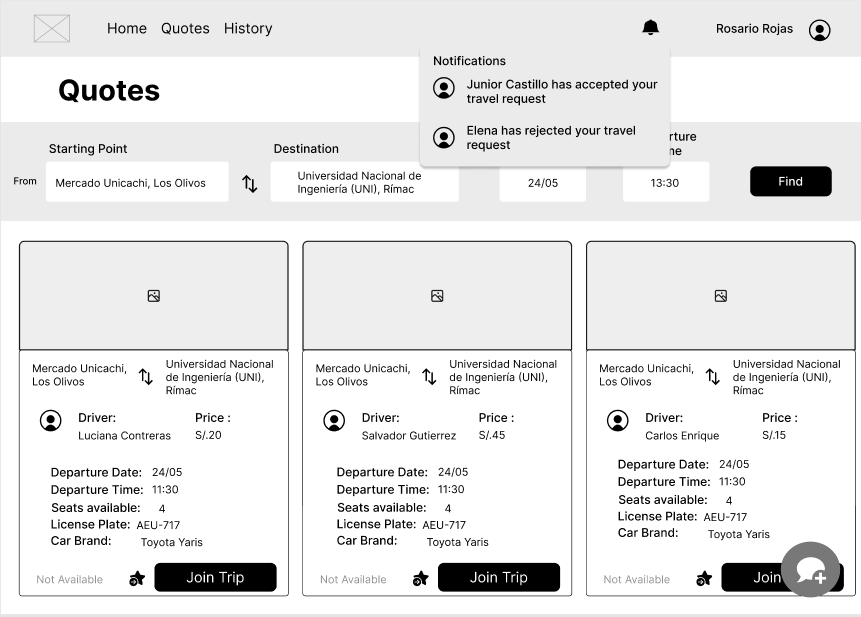 Home Quotes History Rosario Rojas
Notifications
Junior Castillo has accepted your
travel request
Elena has rejected your travel
request
Quotes
Starting Point
Destination
From
Mercado Unicachi, Los Olivos
Universidad Nacional de
Ingeniería (UNI), Rímac
24/05
13:30
Find
Mercado Unicachi,
Los Olivos
Universidad Nacional
de Ingeniería (UNI),
Rímac
Driver: Price :
Luciana Contreras S/.20
Departure Date: 24/05
Departure Time: 11:30
Seats available: 4
License Plate: AEU-717
Car Brand: Toyota Yaris
Not Available Join Trip
Mercado Unicachi,
Los Olivos
Universidad Nacional
de Ingeniería (UNI),
Rímac
Driver: Price :
Salvador Gutierrez S/.45
Departure Date: 24/05
Departure Time: 11:30
Seats available: 4
License Plate: AEU-717
Car Brand: Toyota Yaris
Not Available Join Trip
Mercado Unicachi,
Los Olivos
Universidad Nacional
de Ingeniería (UNI),
Rímac
Driver: Price :
Carlos Enrique S/.15
Departure Date: 24/05
Departure Time: 11:30
Seats available: 4
License Plate: AEU-717
Car Brand: Toyota Yaris
Not Available Join